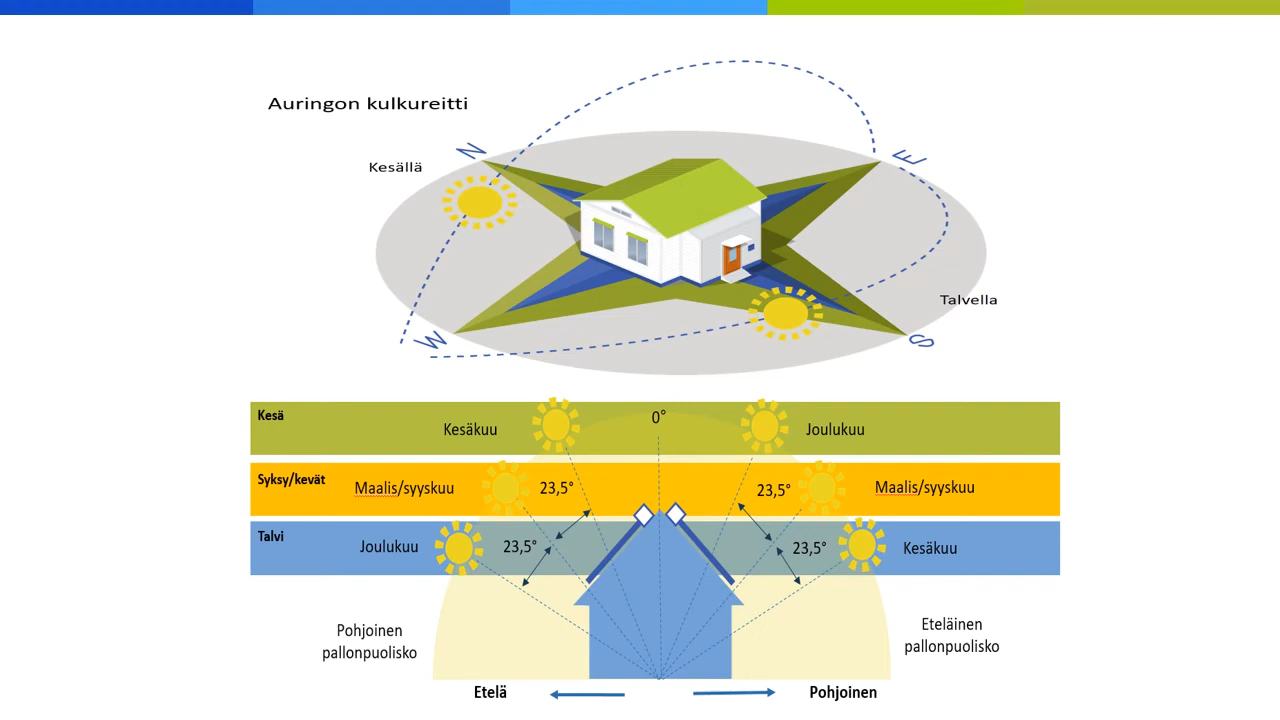 Auringon kulkureitti
Kesällä
N
E
Talvella
W
S
Kesä
Kesäkuu
0°
Joulukuu
Syksy/kevät
Maalis/syyskuu
23,5°
23,5°
Maalis/syyskuu
Talvi
Joulukuu
23,5°
23,5°
Kesäkuu
Pohjoinen
pallonpuolisko
Eteläinen
pallonpuolisko
Etelä
Pohjoinen